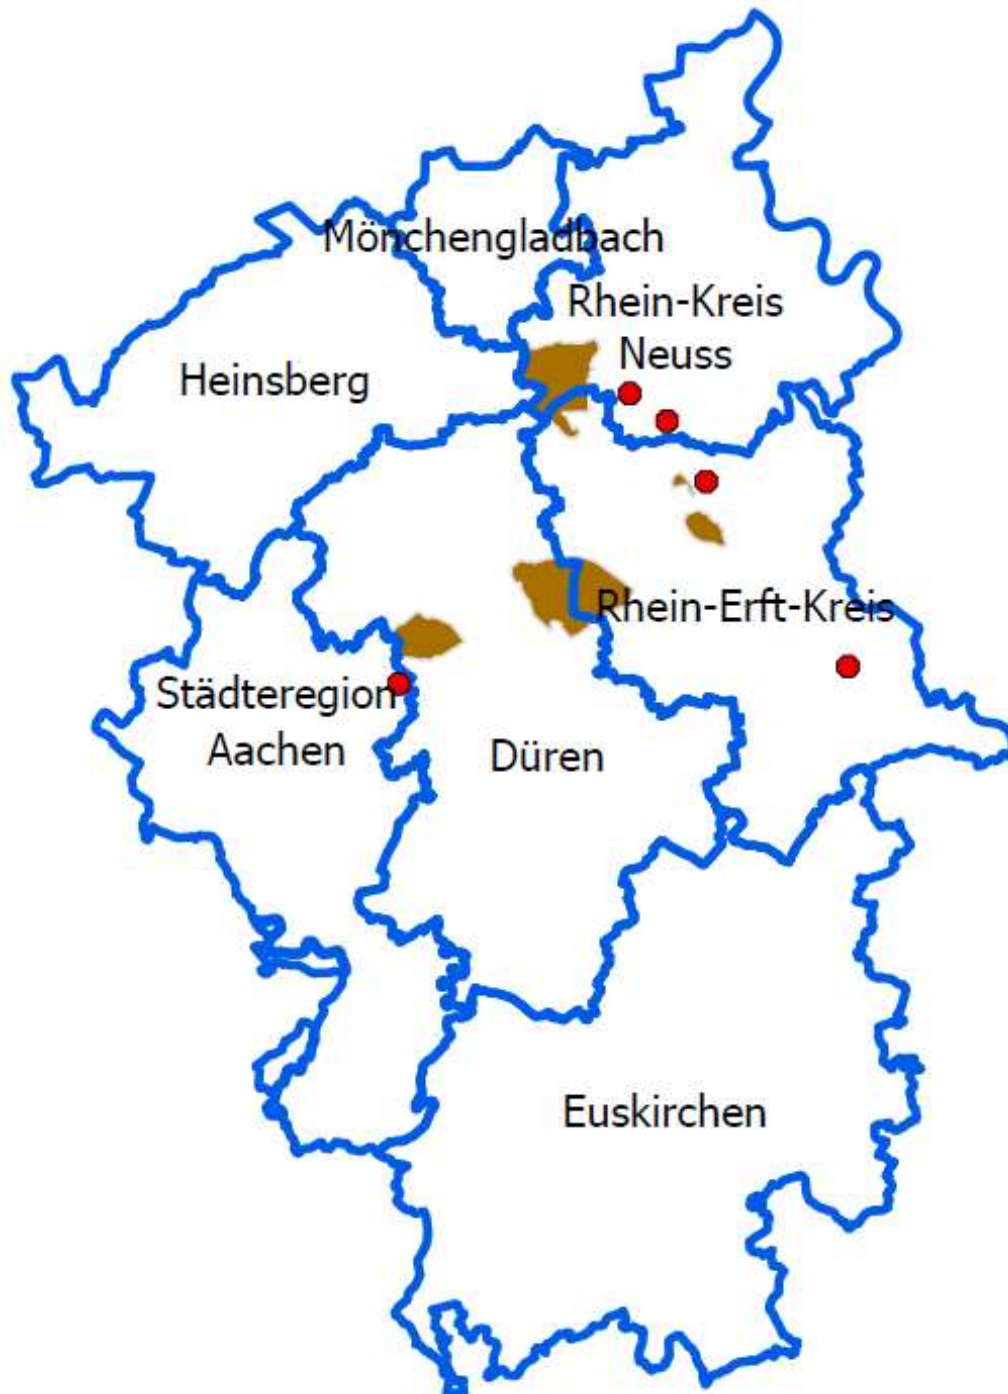 Mönchengladbach
Rhein-Kreis
Neuss
Heinsberg
Rhein-Erft-Kreis
Städteregion
Aachen
Düren
Euskirchen